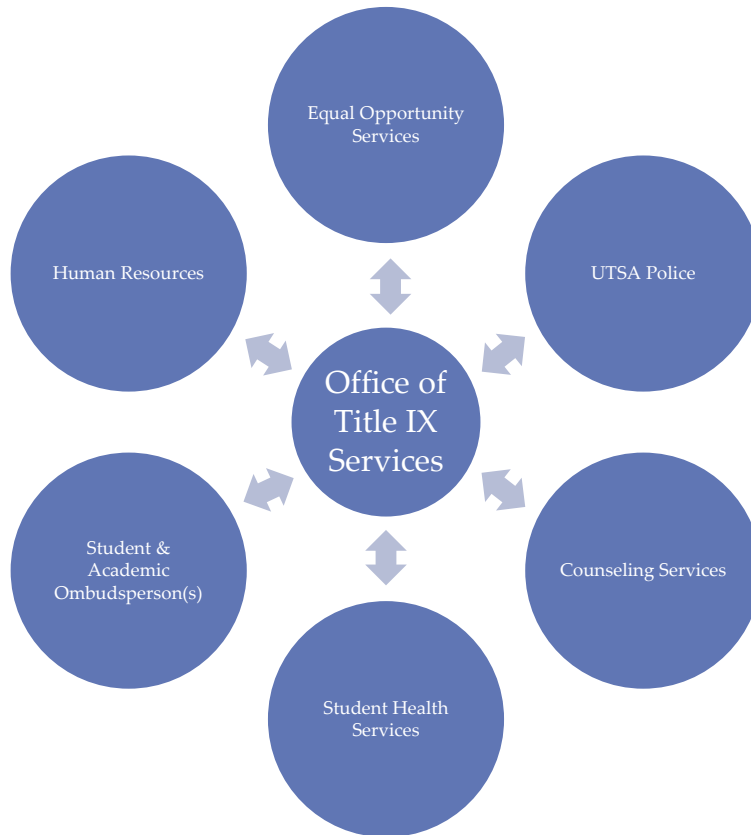 Equal Opportunity
Services
Human Resources
UTSA Police
Office of
Title IX
Services
Student &
Academic
Ombudsperson(s)
Counseling Services
Student Health
Services